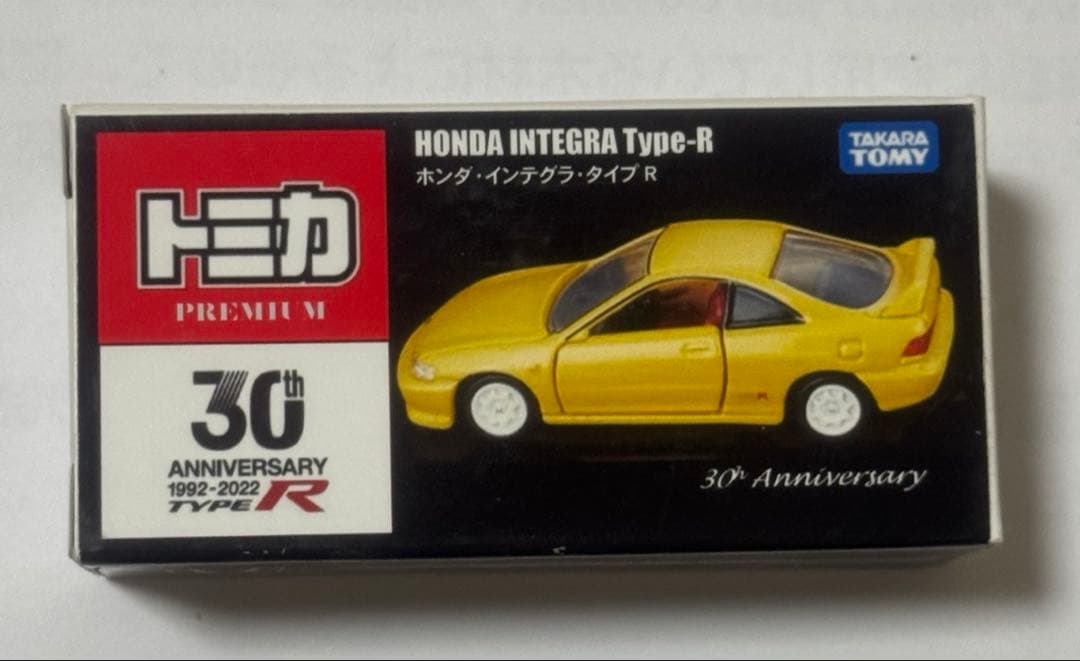 トミカ
PREMIUM
30th
ANNIVERSARY
1992-2022
TYPE R
HONDA INTEGRA Type-R
ホンダ・インテグラ・タイプ R
TAKARA
TOMY
R
30th Anniversary